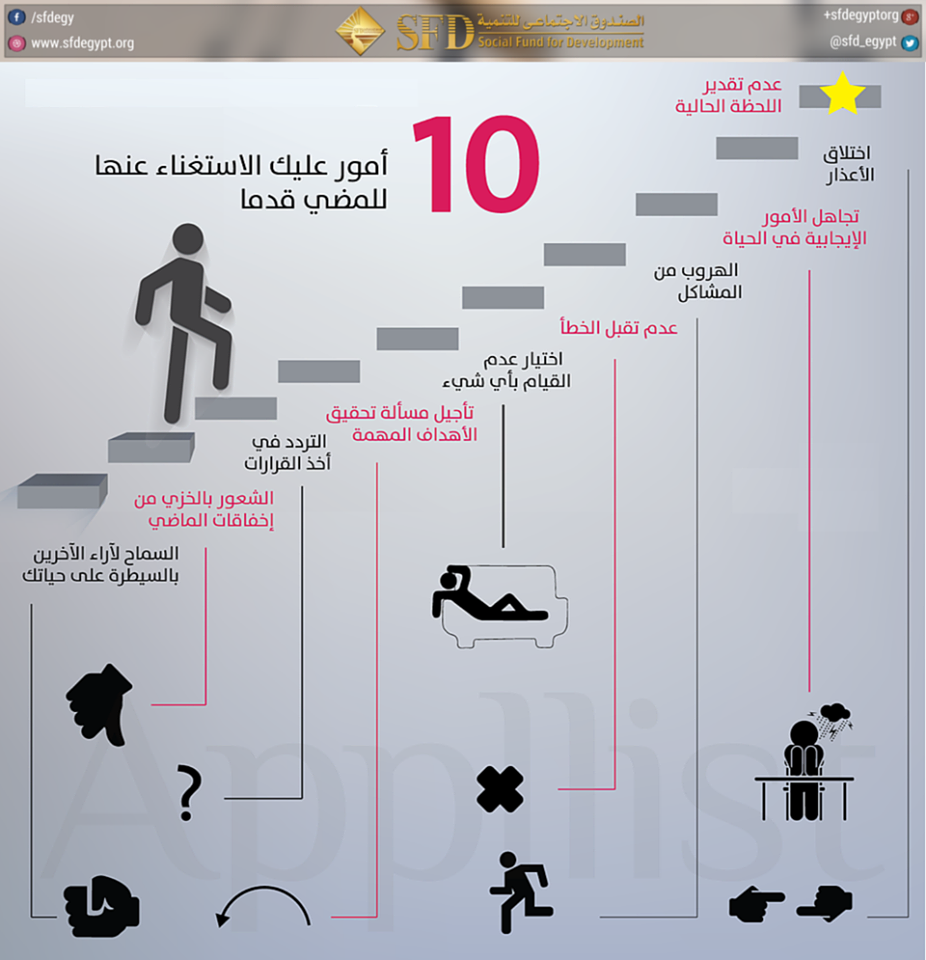 /sfdegy
www.sfdegypt.org
الصندوق الاجتماعى للتنمية
SFD
Social Fund for Development
+sfdegyptorg
@sfd_egypt
10
أمور عليك الاستغناء عنها
للمضي قدما
عدم تقدير
اللحظة الحالية
اختلاق
الأعذار
تجاهل الأمور
الإيجابية في الحياة
الهروب من
المشاكل
عدم تقبل الخطأ
اختيار عدم
القيام بأي شيء
تأجيل مسألة تحقيق
الأهداف المهمة
التردد في
أخذ القرارات
الشعور بالخزي من
إخفاقات الماضي
السماح لآراء الآخرين
بالسيطرة على حياتك
?
Appllist